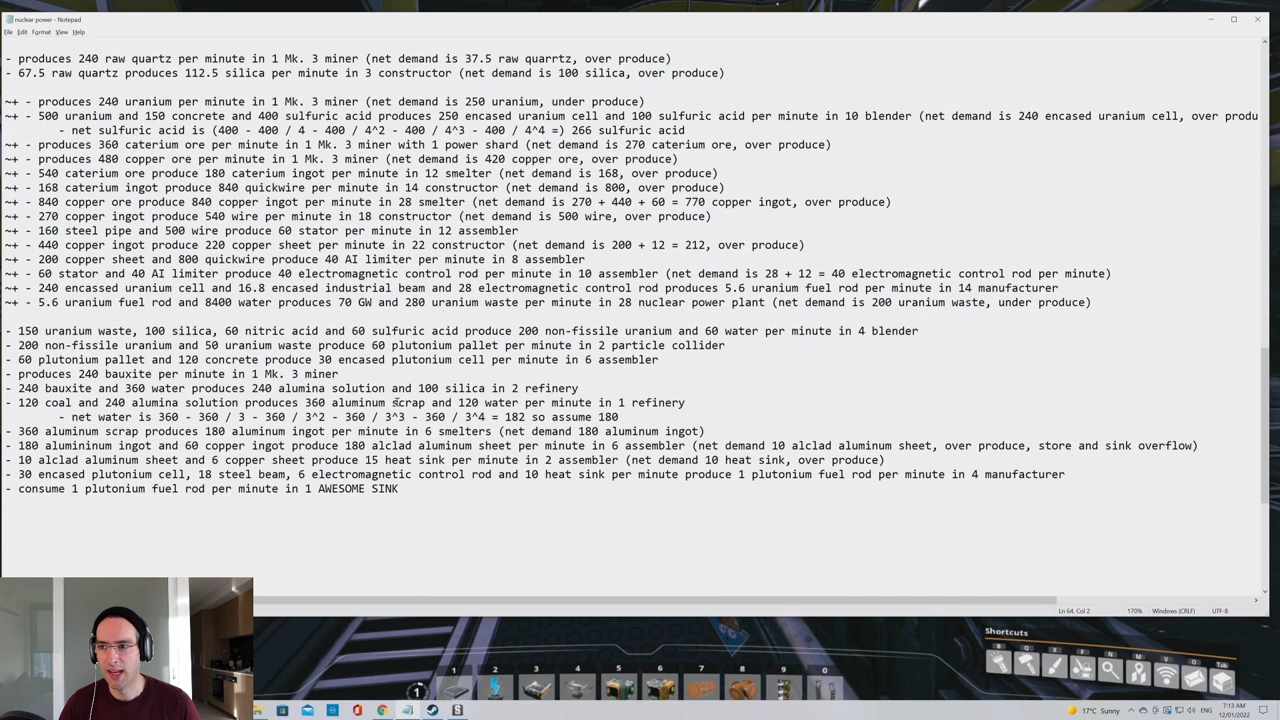 nuclear power - Notepad
File Edit Format View Help
- produces 240 raw quartz per minute in 1 Mk. 3 miner (net demand is 37.5 raw quarrtz, over produce)
- 67.5 raw quartz produces 112.5 silica per minute in 3 constructor (net demand is 100 silica, over produce)
~+ - produces 240 uranium per minute in 1 Mk. 3 miner (net demand is 250 uranium, under produce)
~+ - 500 uranium and 150 concrete and 400 sulfuric acid produces 250 encased uranium cell and 100 sulfuric acid per minute in 10 blender (net demand is 240 encased uranium cell, over produ
- net sulfuric acid is (400 - 400 / 4 - 400 / 4^2 - 400 / 4^3 - 400 / 4^4 =) 266 sulfuric acid
~+ - produces 360 caterium ore per minute in 1 Mk. 3 miner with 1 power shard (net demand is 270 caterium ore, over produce)
~+ - produces 480 copper ore per minute in 1 Mk. 3 miner (net demand is 420 copper ore, over produce)
~+ - 540 caterium ore produce 180 caterium ingot per minute in 12 smelter (net demand is 168, over produce)
~+ - 168 caterium ingot produce 840 quickwire per minute in 14 constructor (net demand is 800, over produce)
~+ - 840 copper ore produce 840 copper ingot per minute in 28 smelter (net demand is 270 + 440 + 60 = 770 copper ingot, over produce)
~+ - 270 copper ingot produce 540 wire per minute in 18 constructor (net demand is 500 wire, over produce)
~+ - 160 steel pipe and 500 wire produce 60 stator per minute in 12 assembler
~+ - 440 copper ingot produce 220 copper sheet per minute in 22 constructor (net demand is 200 + 12 = 212, over produce)
~+ - 200 copper sheet and 800 quickwire produce 40 AI limiter per minute in 8 assembler
~+ - 60 stator and 40 AI limiter produce 40 electromagnetic control rod per minute in 10 assembler (net demand is 28 + 12 = 40 electromagnetic control rod per minute)
~+ - 240 encassed uranium cell and 16.8 encased industrial beam and 28 electromagnetic control rod produces 5.6 uranium fuel rod per minute in 14 manufacturer
~+ - 5.6 uranium fuel rod and 8400 water produces 70 GW and 280 uranium waste per minute in 28 nuclear power plant (net demand is 200 uranium waste, under produce)
- 150 uranium waste, 100 silica, 60 nitric acid and 60 sulfuric acid produce 200 non-fissile uranium and 60 water per minute in 4 blender
- 200 non-fissile uranium and 50 uranium waste produce 60 plutonium pallet per minute in 2 particle collider
- 60 plutonium pallet and 120 concrete produce 30 encased plutonium cell per minute in 6 assembler
- produces 240 bauxite per minute in 1 Mk. 3 miner
- 240 bauxite and 360 water produces 240 alumina solution and 100 silica in 2 refinery
- 120 coal and 240 alumina solution produces 360 aluminum scrap and 120 water per minute in 1 refinery
- net water is 360 - 360 / 3 - 360 / 3^2 - 360 / 3^3 - 360 / 3^4 = 182 so assume 180
- 360 aluminum scrap produces 180 aluminum ingot per minute in 6 smelters (net demand 180 aluminum ingot)
- 180 alumininum ingot and 60 copper ingot produce 180 alclad aluminum sheet per minute in 6 assembler (net demand 10 alclad aluminum sheet, over produce, store and sink overflow)
- 10 alclad aluminum sheet and 6 copper sheet produce 15 heat sink per minute in 2 assembler (net demand 10 heat sink, over produce)
- 30 encased plutonium cell, 18 steel beam, 6 electromagnetic control rod and 10 heat sink per minute produce 1 plutonium fuel rod per minute in 4 manufacturer
- consume 1 plutonium fuel rod per minute in 1 AWESOME SINK
Ln 64, Col 2 170% Windows (CRLF) UTF-8
Shortcuts
B Q X F N M V T Tab
1 1 2 3 4 5 6 7 8 9 0
17°C Sunny ENG 7:13 AM
12/01/2022